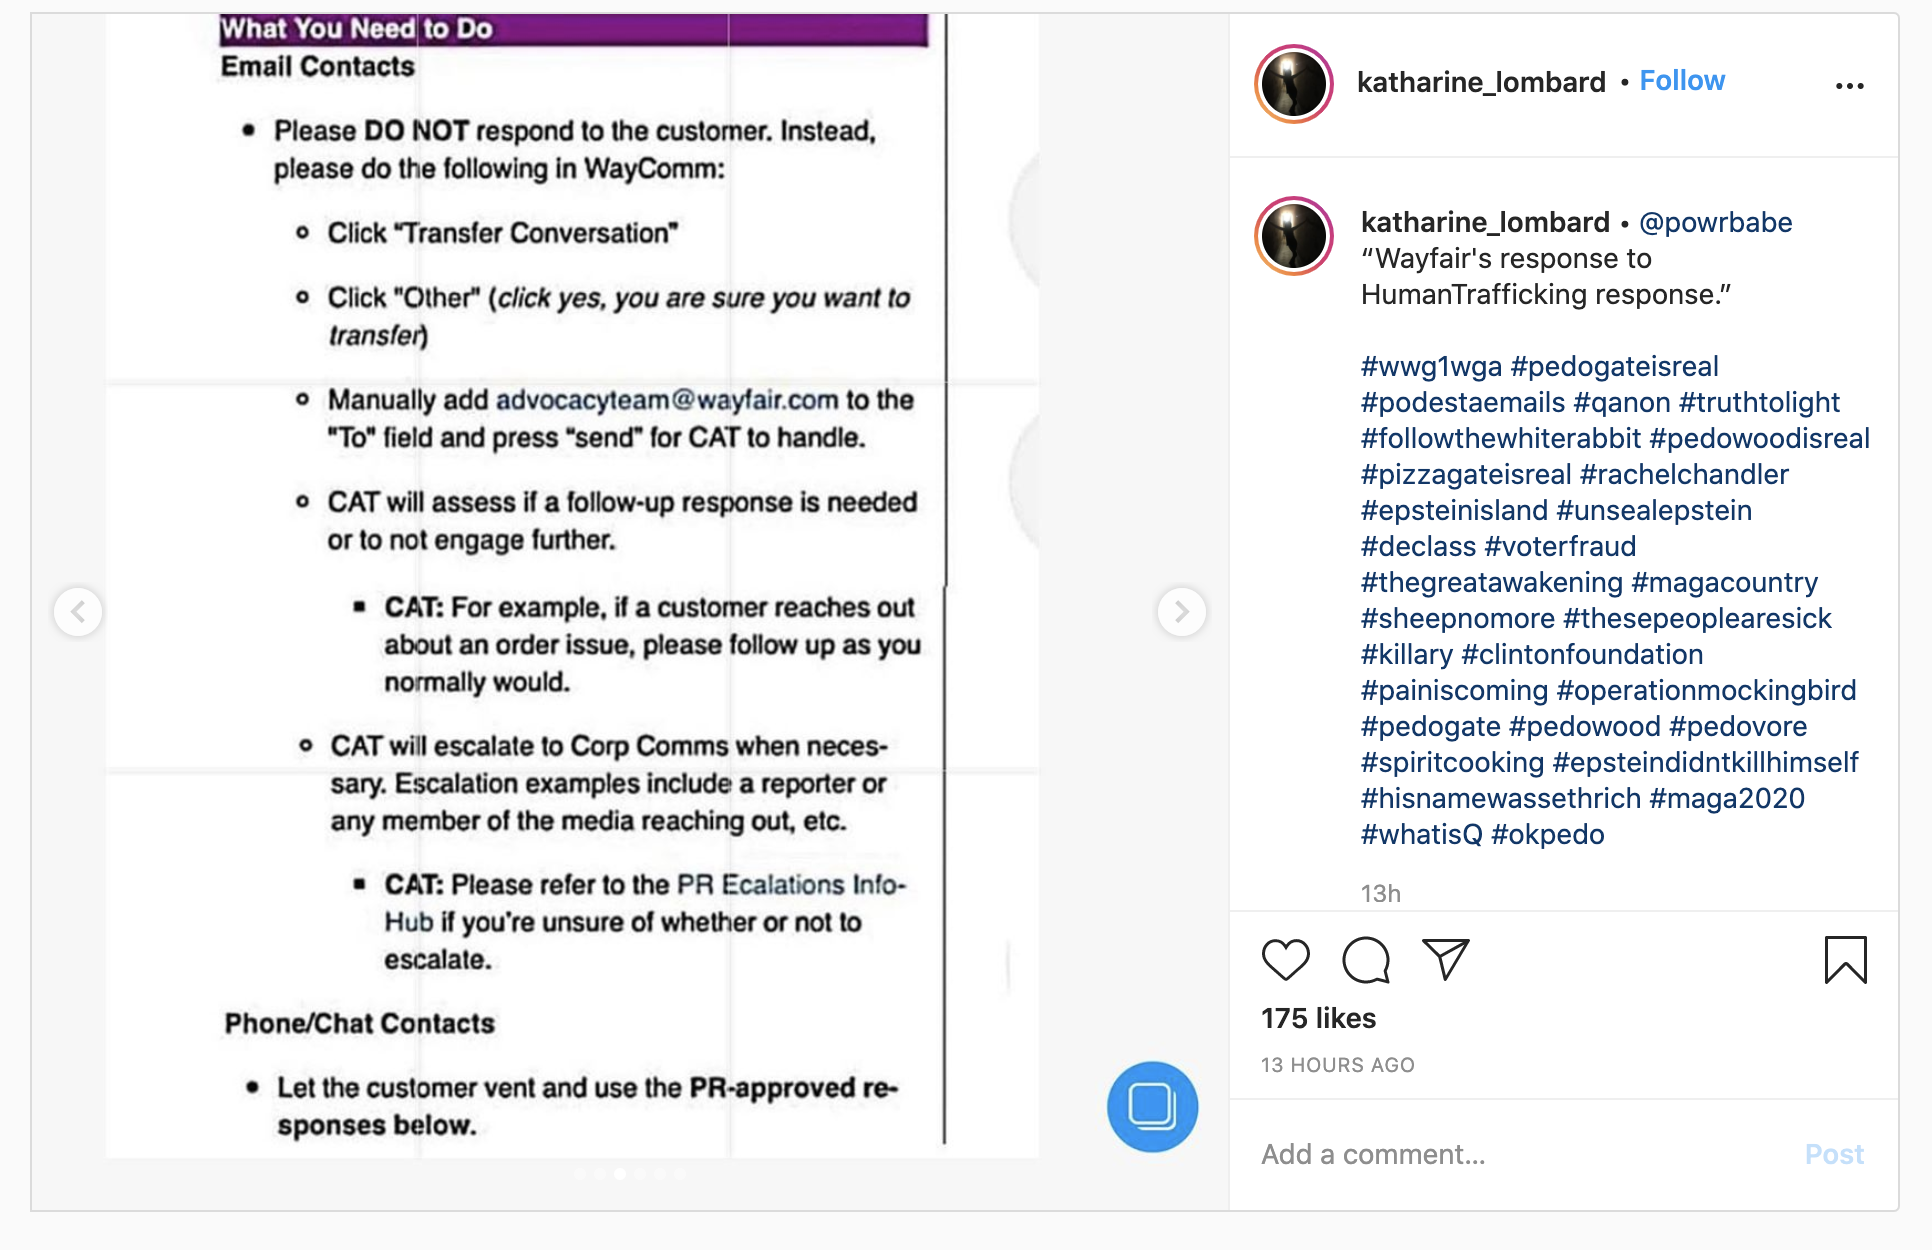 What You Need to Do
Email Contacts
• Please DO NOT respond to the customer. Instead,
please do the following in WayComm:
Click “Transfer Conversation”
Click "Other" (click yes, you are sure you want to
transfer)
Manually add advocacyteam@wayfair.com to the
"To" field and press “send” for CAT to handle.
CAT will assess if a follow-up response is needed
or to not engage further.
CAT: For example, if a customer reaches out
about an order issue, please follow up as you
normally would.
CAT will escalate to Corp Comms when neces-
sary. Escalation examples include a reporter or
any member of the media reaching out, etc.
CAT: Please refer to the PR Ecalations Info-
Hub if you're unsure of whether or not to
escalate.
Phone/Chat Contacts
• Let the customer vent and use the PR-approved re-
sponses below.
katharine_lombard • Follow
katharine_lombard • @powrbabe
“Wayfair's response to
HumanTrafficking response.”
#wwg1wga #pedogateisreal
#podestaemails #qanon #truthtolight
#followthewhiterabbit #pedowoodisreal
#pizzagateisreal #rachelchandler
#epsteinisland #unsealepstein
#declass #voterfraud
#thegreatawakening #magacountry
#sheepnomore #thesepeoplearesick
#killary #clintonfoundation
#painiscoming #operationmockingbird
#pedogate #pedowood #pedovore
#spiritcooking #epsteindidntkillhimself
#hisnamewassethrich #maga2020
#whatisQ #okpedo
13h
175 likes
13 HOURS AGO
Add a comment...
Post